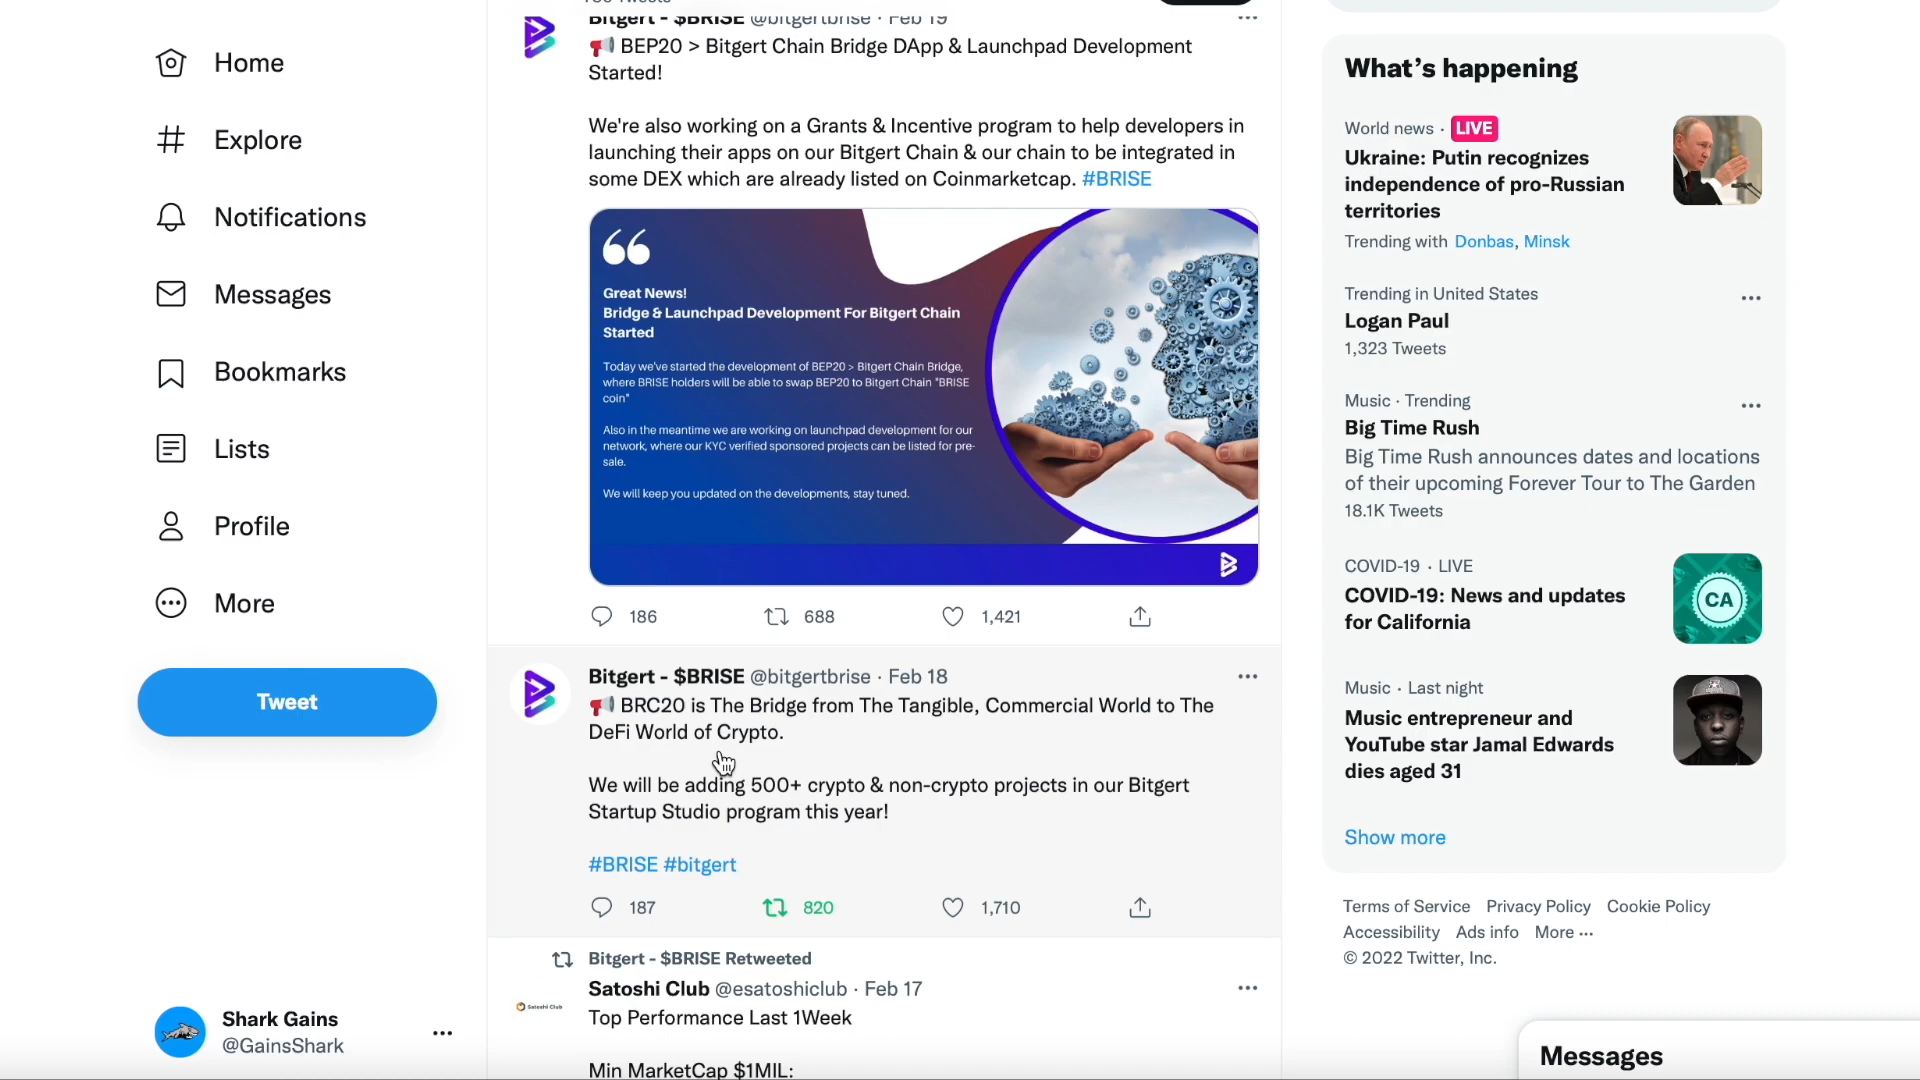 Home
Explore
Notifications
Messages
Bookmarks
Lists
Profile
More
Tweet
Shark Gains
@GainsShark
Bitgert - $BRISE @bitgertbrise · Feb 19
📢 BEP20 > Bitgert Chain Bridge DApp & Launchpad Development
Started!
We're also working on a Grants & Incentive program to help developers in
launching their apps on our Bitgert Chain & our chain to be integrated in
some DEX which are already listed on Coinmarketcap. #BRISE
Great News!
Bridge & Launchpad Development For Bitgert Chain
Started
Today we've started the development of BEP20 > Bitgert Chain Bridge,
where BRISE holders will be able to swap BEP20 to Bitgert Chain "BRISE
coin"
Also in the meantime we are working on launchpad development for our
network, where our KYC verified sponsored projects can be listed for pre-
sale.
We will keep you updated on the developments, stay tuned.
186 688 1,421
Bitgert - $BRISE @bitgertbrise · Feb 18
📢 BRC20 is The Bridge from The Tangible, Commercial World to The
DeFi World of Crypto.
We will be adding 500+ crypto & non-crypto projects in our Bitgert
Startup Studio program this year!
#BRISE #bitgert
187 820 1,710
Bitgert - $BRISE Retweeted
Satoshi Club @esatoshiclub · Feb 17
Satoshi Club
Top Performance Last 1Week
Min MarketCap $1MIL:
What's happening
World news · LIVE
Ukraine: Putin recognizes
independence of pro-Russian
territories
Trending with Donbas, Minsk
Trending in United States
Logan Paul
1,323 Tweets
Music · Trending
Big Time Rush
Big Time Rush announces dates and locations
of their upcoming Forever Tour to The Garden
18.1K Tweets
COVID-19 · LIVE
COVID-19: News and updates
for California
CA
Music · Last night
Music entrepreneur and
YouTube star Jamal Edwards
dies aged 31
Show more
Terms of Service Privacy Policy Cookie Policy
Accessibility Ads info More ···
© 2022 Twitter, Inc.
Messages